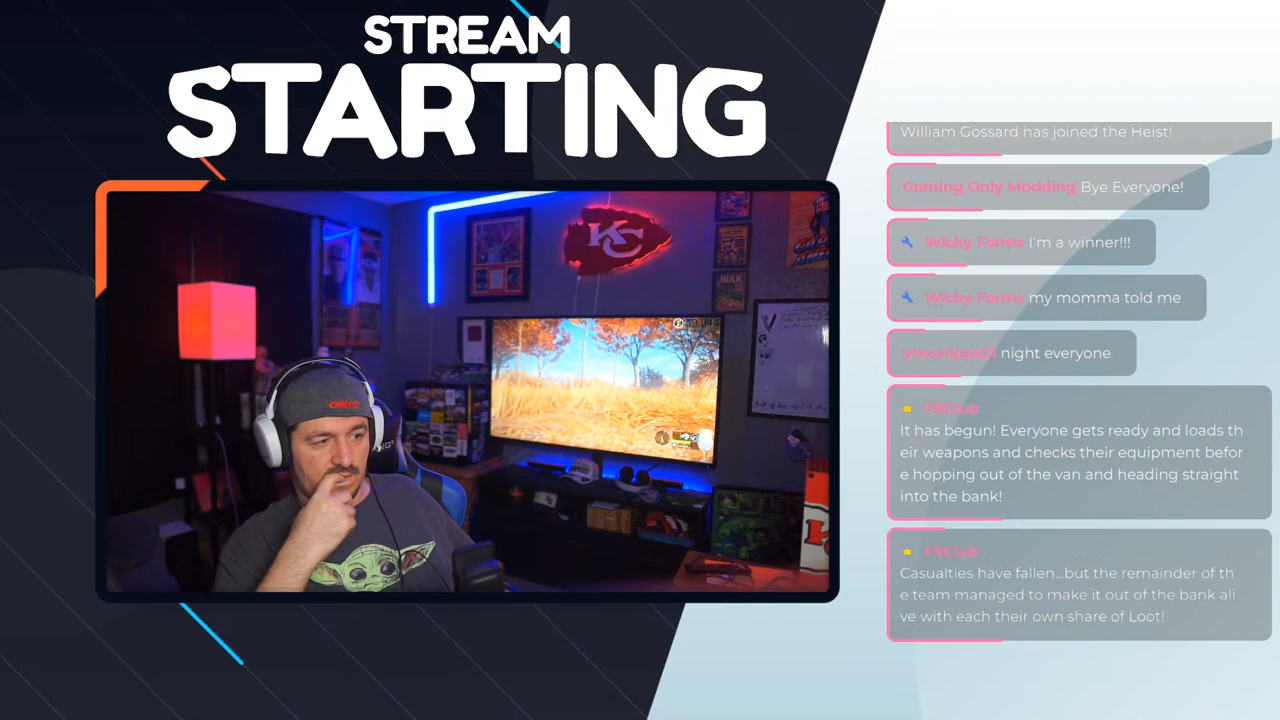 STREAM
STARTING
William Gossard has joined the Heist!
Gaming Only Modding Bye Everyone!
Wicky Farms I'm a winner!!!
Wicky Farms my momma told me
night everyone
FSClub
It has begun! Everyone gets ready and loads th
eir weapons and checks their equipment befor
e hopping out of the van and heading straight
into the bank!
FSClub
Casualties have fallen...but the remainder of th
e team managed to make it out of the bank ali
ve with each their own share of Loot!
KC
HULK
CHIEFS